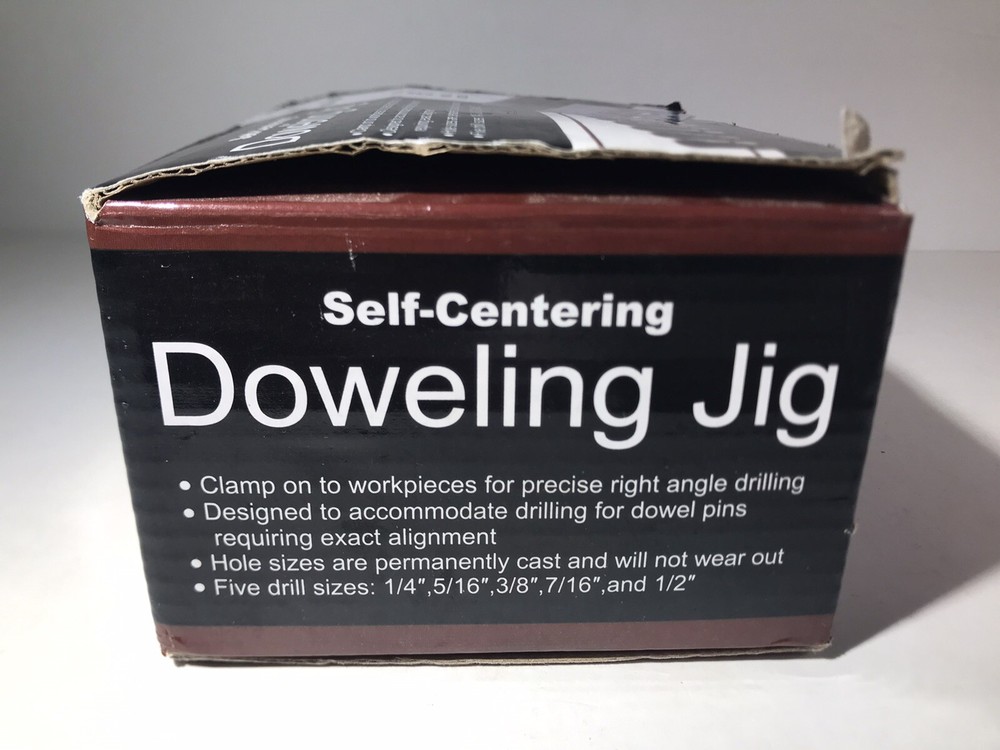 Self-Centering
Doweling Jig
• Clamp on to workpieces for precise right angle drilling
• Designed to accommodate drilling for dowel pins
requiring exact alignment
• Hole sizes are permanently cast and will not wear out
• Five drill sizes: 1/4",5/16",3/8",7/16",and 1/2"